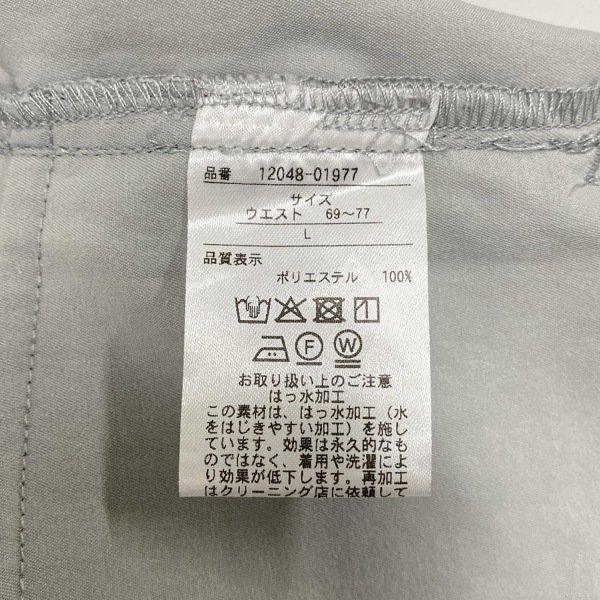 品番 12048-01977
サイズ
ウエスト 69〜77
L
品質表示
ポリエステル 100%
F W
お取り扱い上のご注意
はっ水加工
この素材は、はっ水加工(水
をはじきやすい加工)を施し
ています。効果は永久的なも
のではなく、着用や洗濯によ
り効果が低下します。再加工
はクリーニング店に依頼して